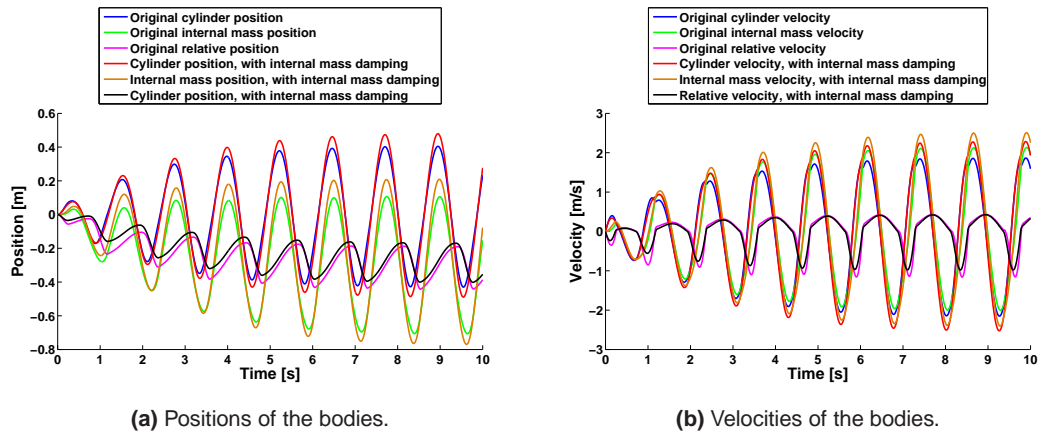 Original cylinder position
Original internal mass position
Original relative position
Cylinder position, with internal mass damping
Internal mass position, with internal mass damping
Cylinder position, with internal mass damping
0.6
0.4
0.2
0
−0.2
−0.4
−0.6
−0.8
Position [m]
0 1 2 3 4 5 6 7 8 9 10
Time [s]
(a) Positions of the bodies.
Original cylinder velocity
Original internal mass velocity
Original relative velocity
Cylinder velocity, with internal mass damping
Internal mass velocity, with internal mass damping
Relative velocity, with internal mass damping
3
2
1
0
−1
−2
−3
Velocity [m/s]
0 1 2 3 4 5 6 7 8 9 10
Time [s]
(b) Velocities of the bodies.